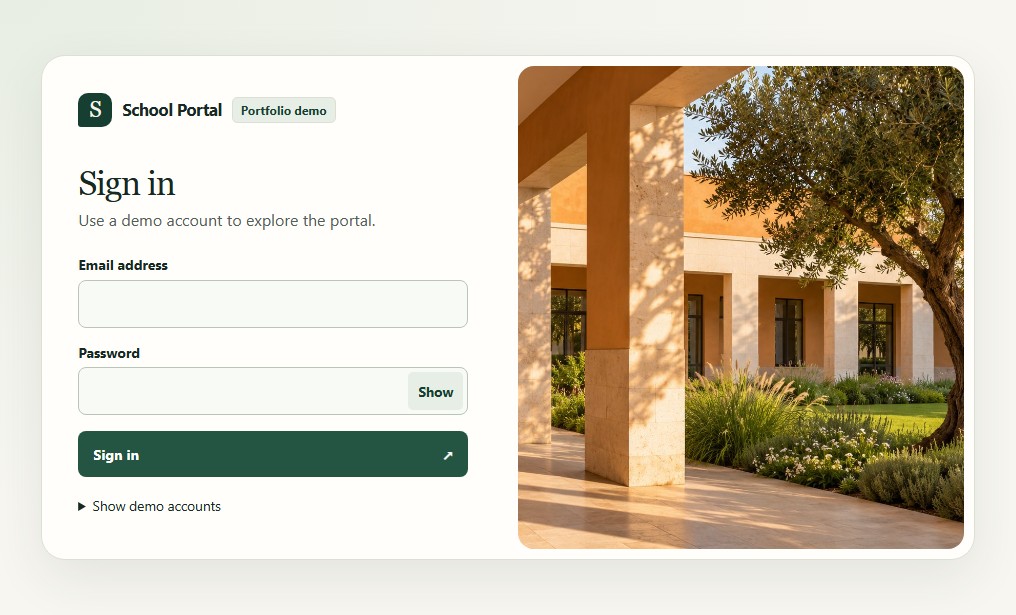 S School Portal Portfolio demo
Sign in
Use a demo account to explore the portal.
Email address
Password
Show
Sign in ↗
▶ Show demo accounts